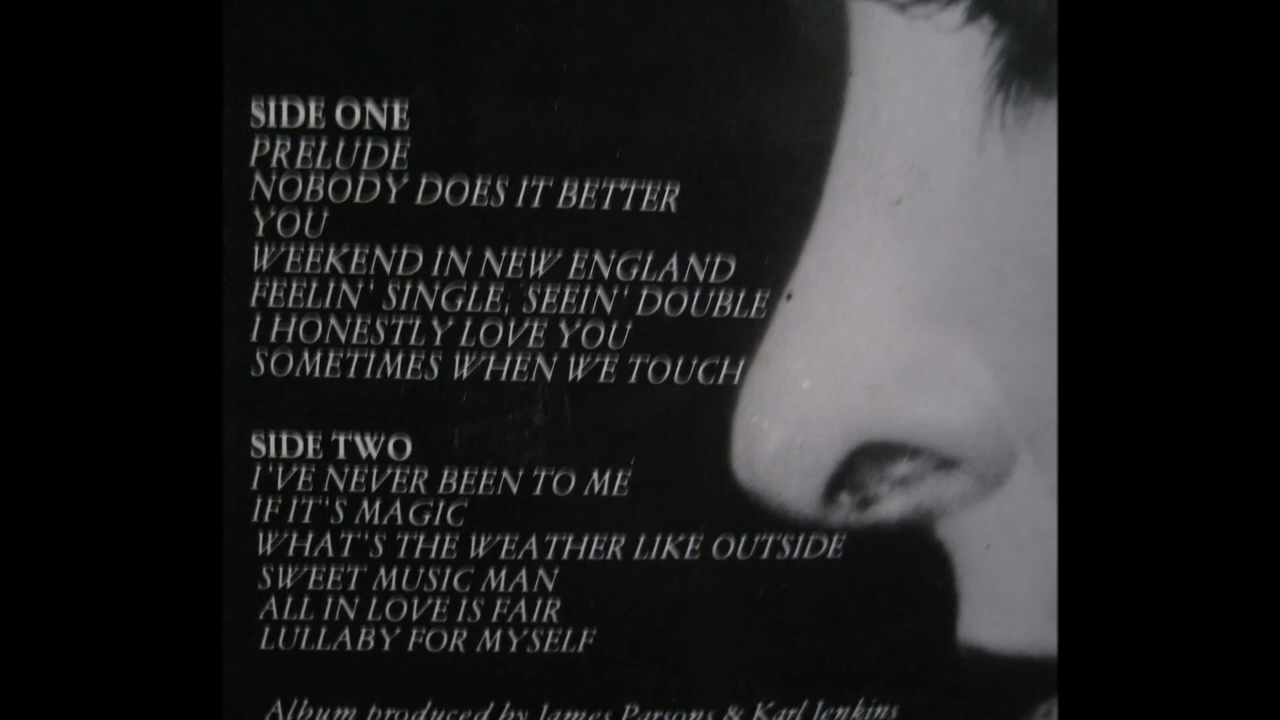 SIDE ONE
PRELUDE
NOBODY DOES IT BETTER
YOU
WEEKEND IN NEW ENGLAND
FEELIN' SINGLE, SEEIN' DOUBLE
I HONESTLY LOVE YOU
SOMETIMES WHEN WE TOUCH
SIDE TWO
I'VE NEVER BEEN TO ME
IF IT'S MAGIC
WHAT'S THE WEATHER LIKE OUTSIDE
SWEET MUSIC MAN
ALL IN LOVE IS FAIR
LULLABY FOR MYSELF
Album produced by James Parsons & Karl Jenkins